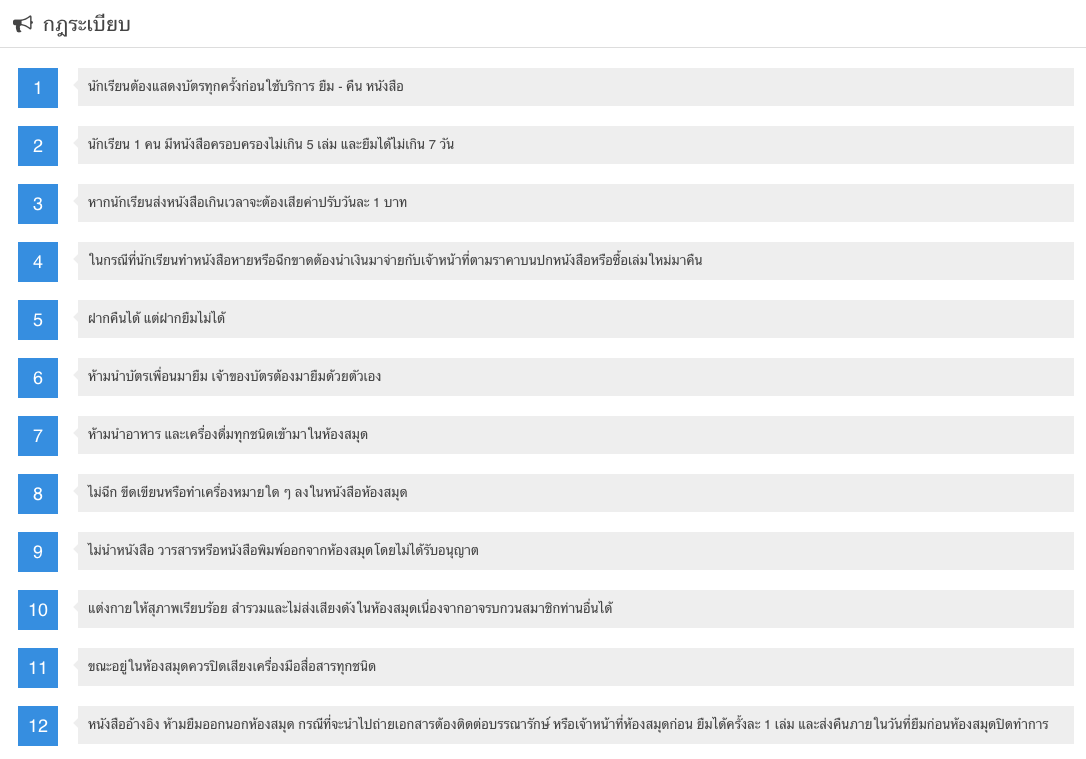 กฎระเบียบ
1
นักเรียนต้องแสดงบัตรทุกครั้งก่อนใช้บริการ ยืม - คืน หนังสือ
2
นักเรียน 1 คน มีหนังสือครอบครองไม่เกิน 5 เล่ม และยืมได้ไม่เกิน 7 วัน
3
หากนักเรียนส่งหนังสือเกินเวลาจะต้องเสียค่าปรับวันละ 1 บาท
4
ในกรณีที่นักเรียนทำหนังสือหายหรือฉีกขาดต้องนำเงินมาจ่ายกับเจ้าหน้าที่ตามราคาบนปกหนังสือหรือซื้อเล่มใหม่มาคืน
5
ฝากคืนได้ แต่ฝากยืมไม่ได้
6
ห้ามนำบัตรเพื่อนมายืม เจ้าของบัตรต้องมายืมด้วยตัวเอง
7
ห้ามนำอาหาร และเครื่องดื่มทุกชนิดเข้ามาในห้องสมุด
8
ไม่ฉีก ขีดเขียนหรือทำเครื่องหมายใด ๆ ลงในหนังสือห้องสมุด
9
ไม่นำหนังสือ วารสารหรือหนังสือพิมพ์ออกจากห้องสมุดโดยไม่ได้รับอนุญาต
10
แต่งกายให้สุภาพเรียบร้อย สำรวมและไม่ส่งเสียงดังในห้องสมุดเนื่องจากอาจรบกวนสมาชิกท่านอื่นได้
11
ขณะอยู่ในห้องสมุดควรปิดเสียงเครื่องมือสื่อสารทุกชนิด
12
หนังสืออ้างอิง ห้ามยืมออกนอกห้องสมุด กรณีที่จะนำไปถ่ายเอกสารต้องติดต่อบรรณารักษ์ หรือเจ้าหน้าที่ห้องสมุดก่อน ยืมได้ครั้งละ 1 เล่ม และส่งคืนภายในวันที่ยืมก่อนห้องสมุดปิดทำการ